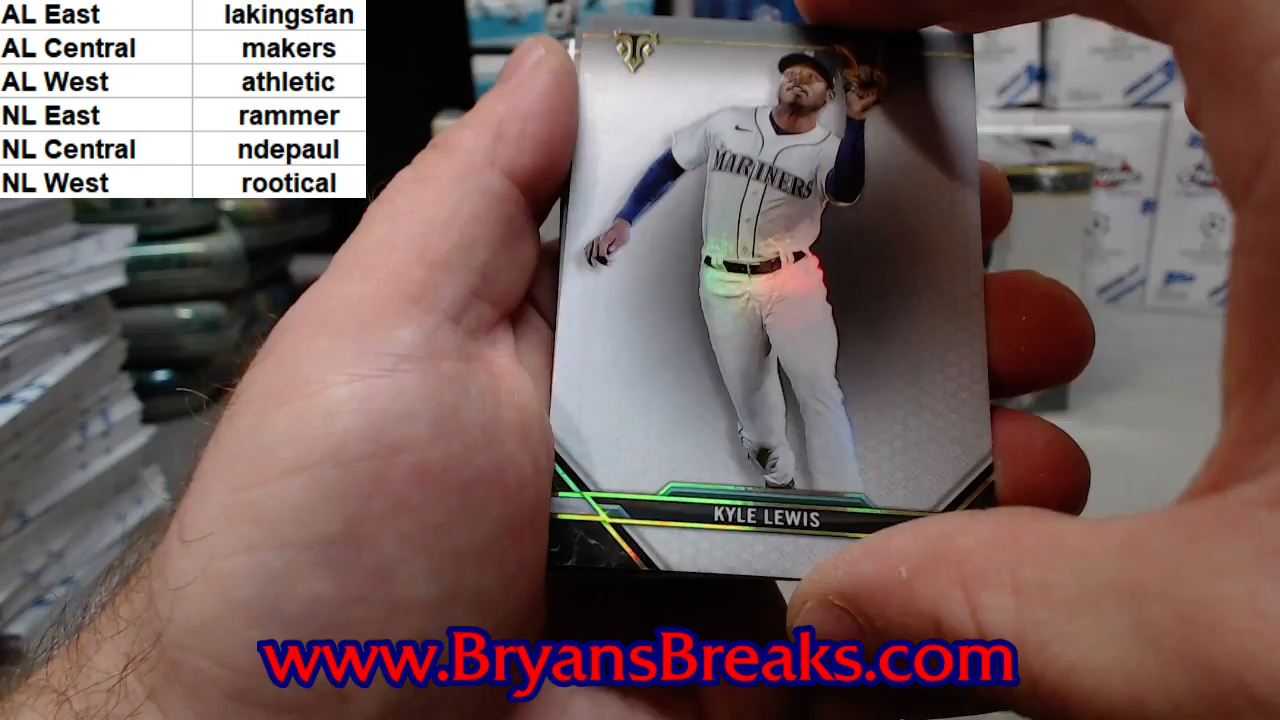 AL East lakingsfan
AL Central makers
AL West athletic
NL East rammer
NL Central ndepaul
NL West rootical
MARINERS
KYLE LEWIS
www.BryansBreaks.com